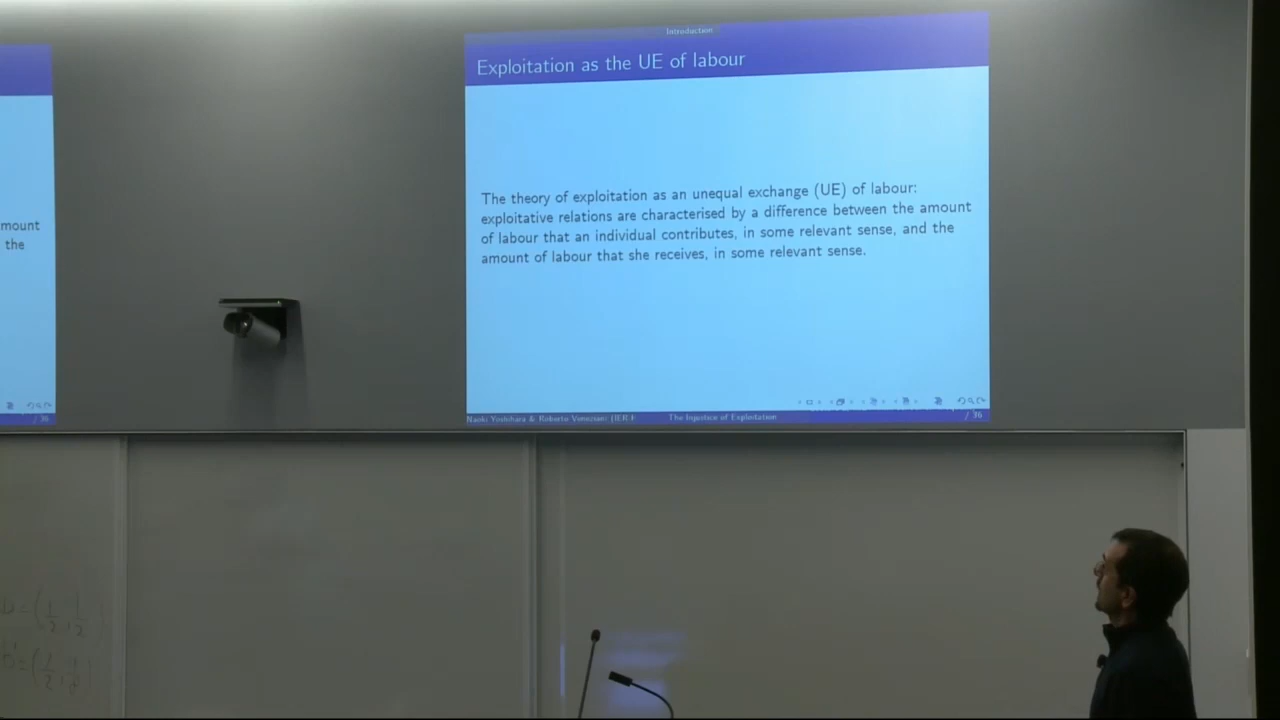 Introduction
Exploitation as the UE of labour
The theory of exploitation as an unequal exchange (UE) of labour:
exploitative relations are characterised by a difference between the amount
of labour that an individual contributes, in some relevant sense, and the
amount of labour that she receives, in some relevant sense.
Naoki Yoshihara & Roberto Veneziani (IER
The Injustice of Exploitation
/ 36
mount
the
/ 36